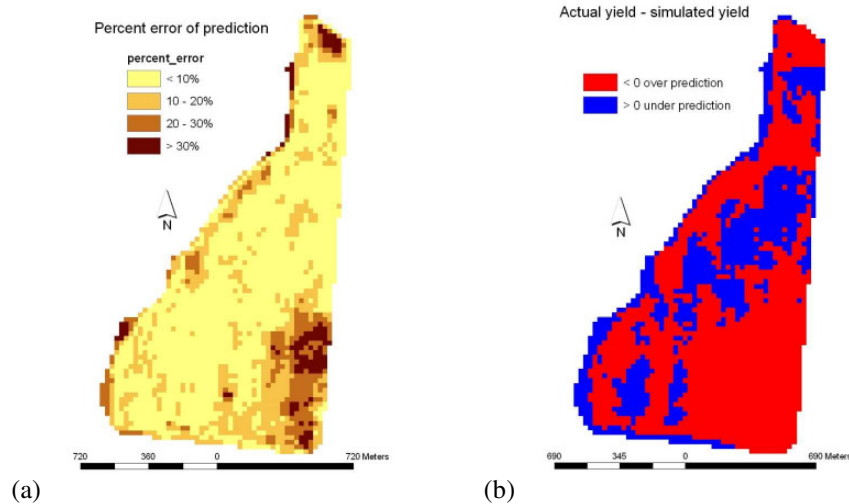 Percent error of prediction
percent_error
< 10%
10 - 20%
20 - 30%
> 30%
N
720 360 0 720 Meters
(a)
Actual yield - simulated yield
< 0 over prediction
> 0 under prediction
N
690 345 0 690 Meters
(b)